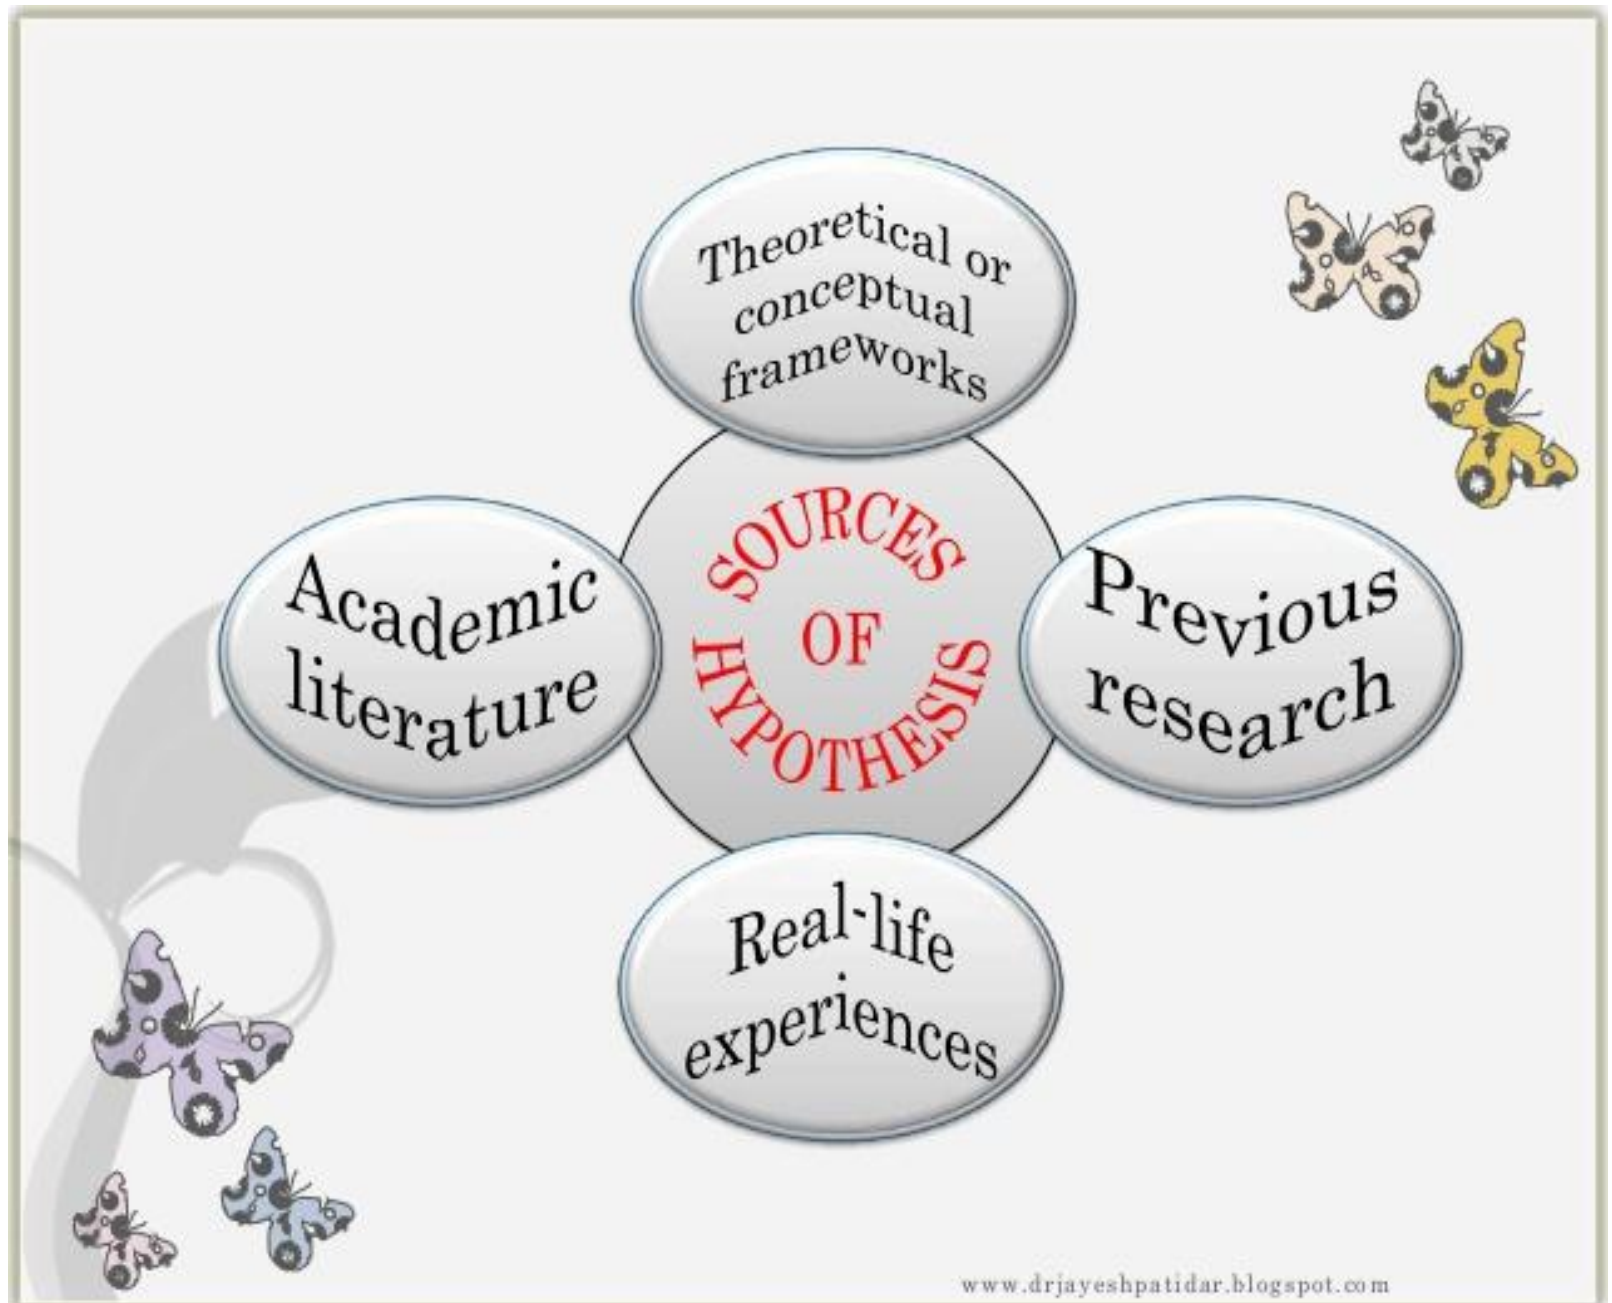 Theoretical or
conceptual
frameworks
Academic
literature
SOURCES
OF
HYPOTHESIS
Previous
research
Real-life
experiences
www.drjayeshpatidar.blogspot.com